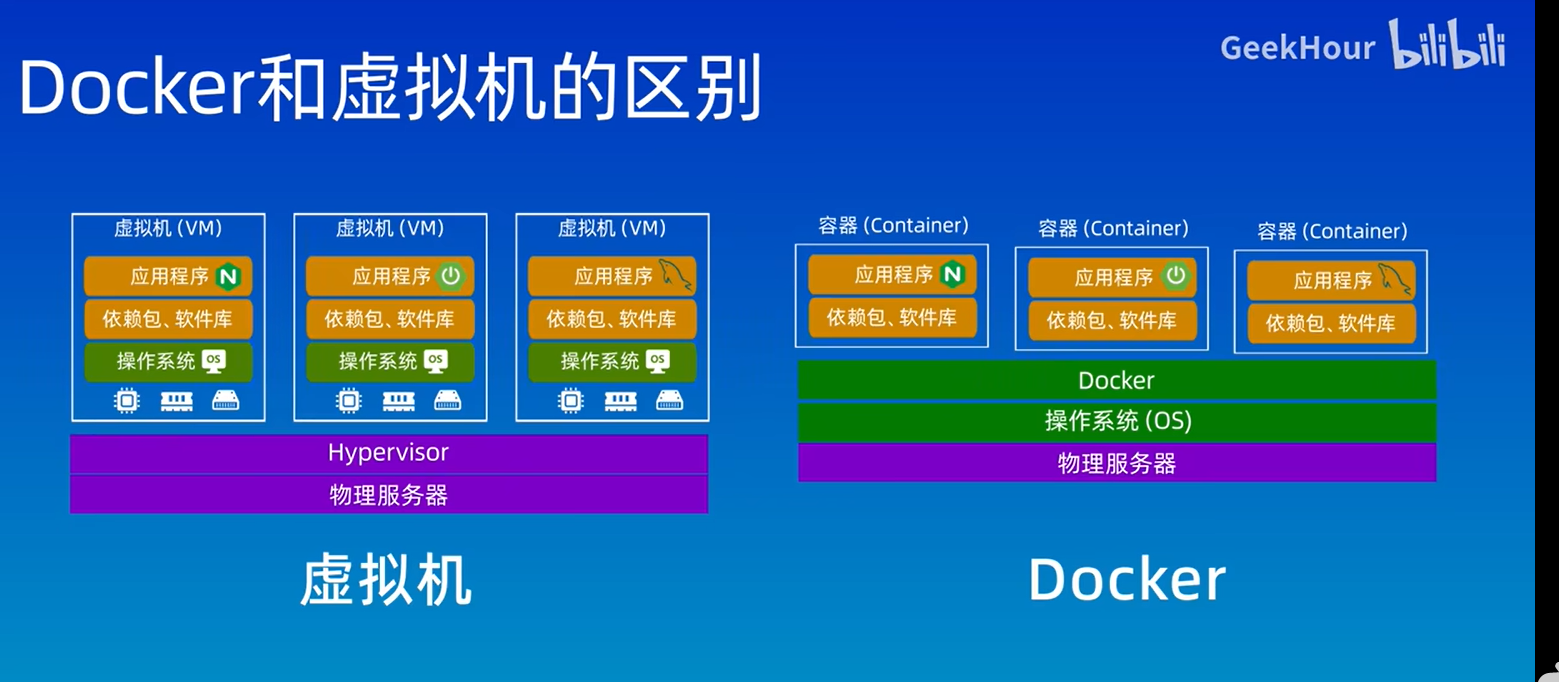 GeekHour bilibili
Docker和虚拟机的区别
虚拟机 (VM)
应用程序 N
依赖包、软件库
操作系统 OS
虚拟机 (VM)
应用程序
依赖包、软件库
操作系统 OS
虚拟机 (VM)
应用程序
依赖包、软件库
操作系统 OS
Hypervisor
物理服务器
虚拟机
容器 (Container)
应用程序 N
依赖包、软件库
容器 (Container)
应用程序
依赖包、软件库
容器 (Container)
应用程序
依赖包、软件库
Docker
操作系统 (OS)
物理服务器
Docker